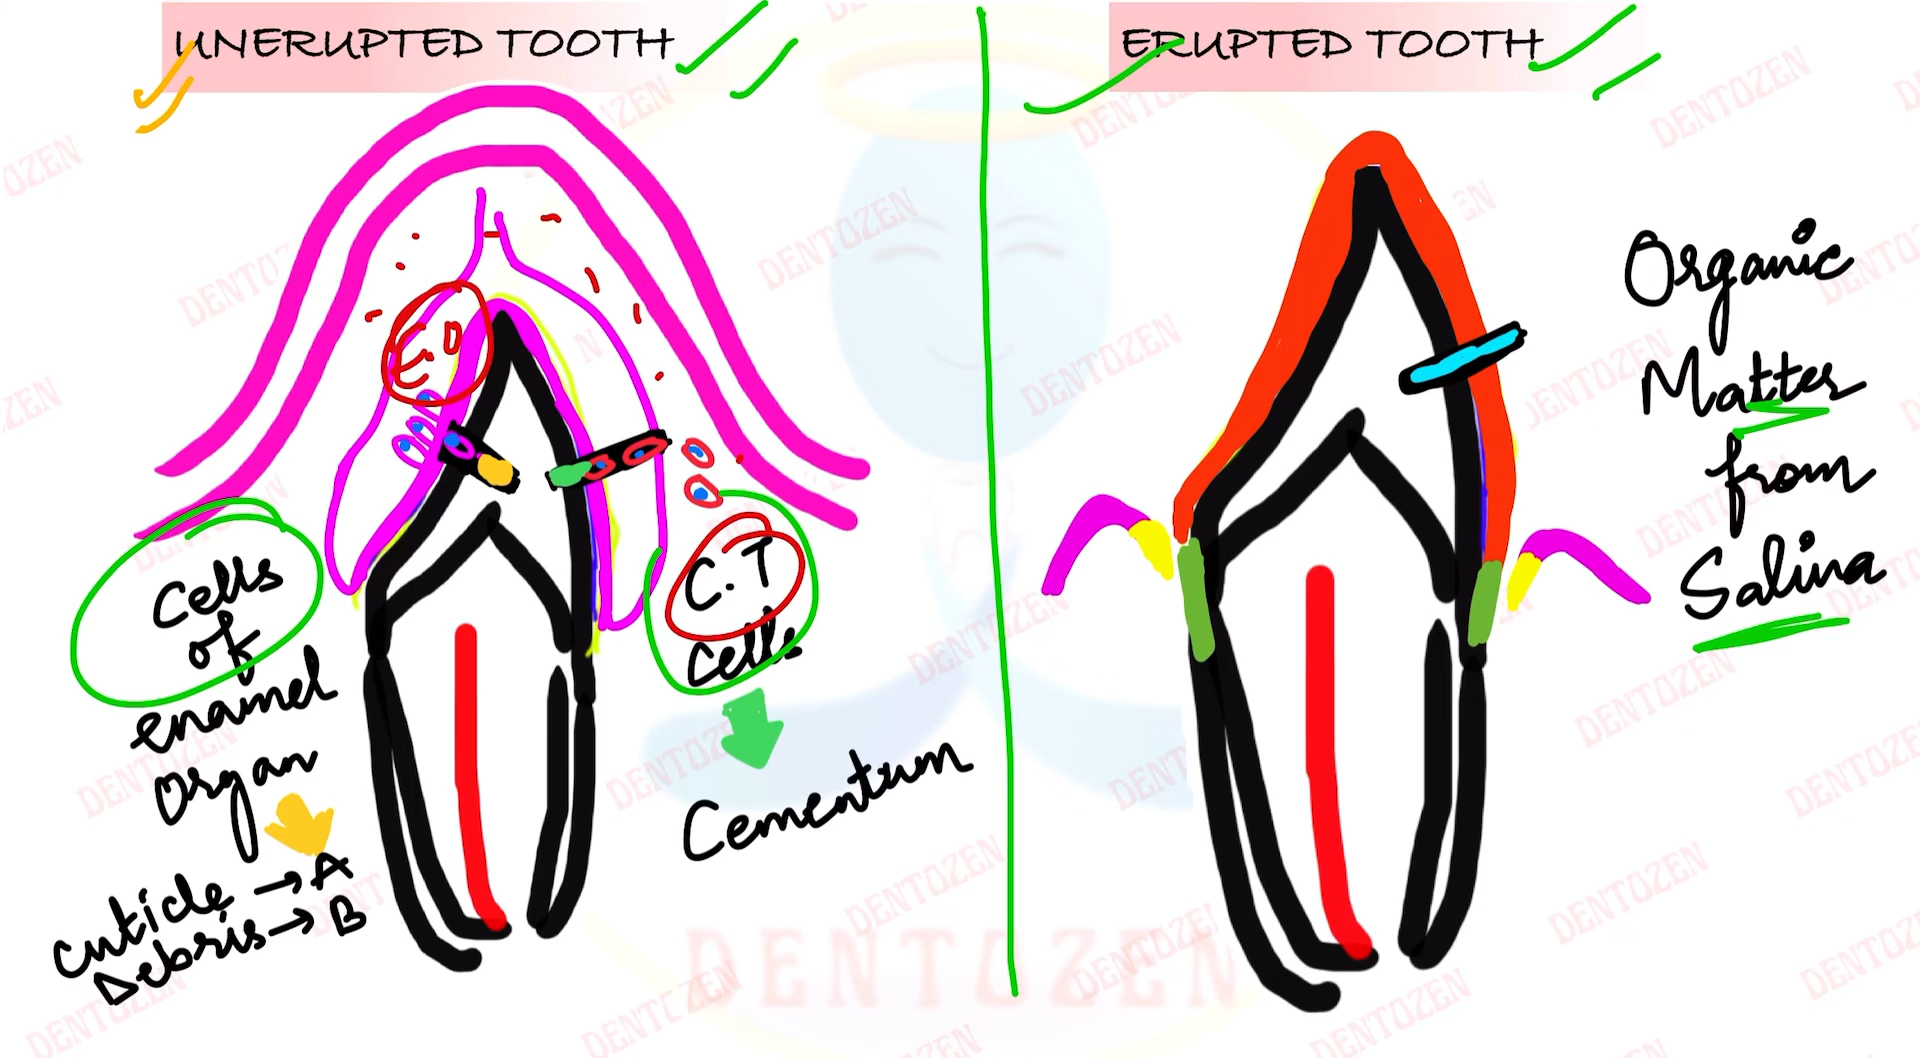 UNERUPTED TOOTH
E.O
Cells
of
enamel
Organ
cuticle → A
Debris → B
C.T
Cells
Cementum
ERUPTED TOOTH
Organic
Matter
from
Saliva
DENTOZEN